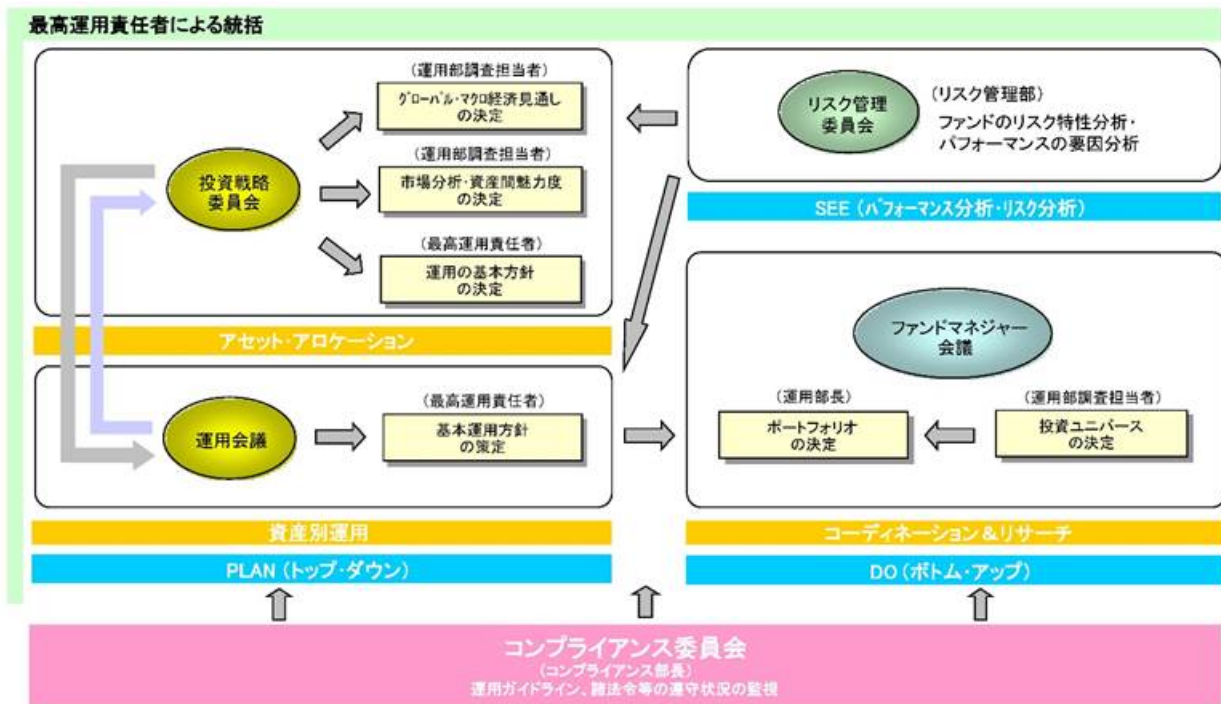 最高運用責任者による統括
投資戦略
委員会
(運用部調査担当者)
グローバル・マクロ経済見通し
の決定
(運用部調査担当者)
市場分析・資産間魅力度
の決定
(最高運用責任者)
運用の基本方針
の決定
アセット・アロケーション
運用会議
(最高運用責任者)
基本運用方針
の策定
資産別運用
PLAN (トップ・ダウン)
リスク管理
委員会
(リスク管理部)
ファンドのリスク特性分析・
パフォーマンスの要因分析
SEE (パフォーマンス分析・リスク分析)
ファンドマネジャー
会議
(運用部長)
ポートフォリオ
の決定
(運用部調査担当者)
投資ユニバース
の決定
コーディネーション&リサーチ
DO (ボトム・アップ)
コンプライアンス委員会
(コンプライアンス部長)
運用ガイドライン、諸法令等の遵守状況の監視